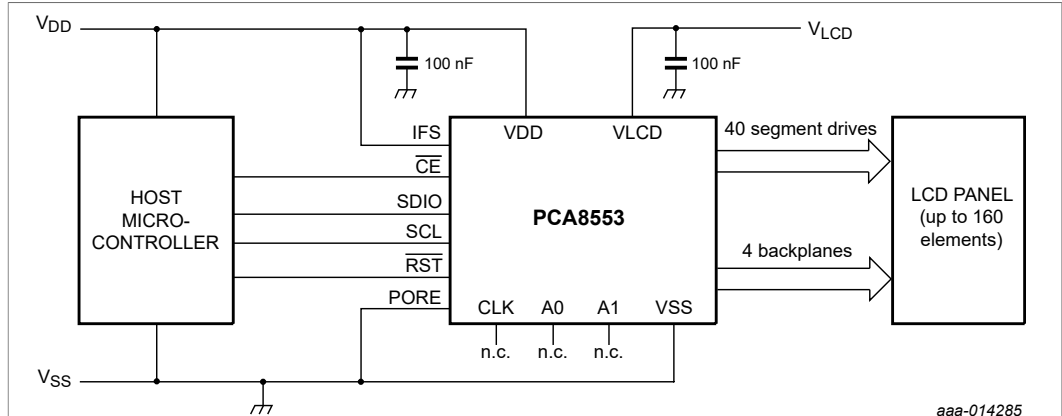 VDD
VLCD
100 nF
100 nF
IFS
VDD
VLCD
40 segment drives
CE
HOST
MICRO-
CONTROLLER
SDIO
PCA8553
LCD PANEL
(up to 160
elements)
SCL
4 backplanes
RST
PORE
CLK
A0
A1
VSS
n.c.
n.c.
n.c.
VSS
aaa-014285